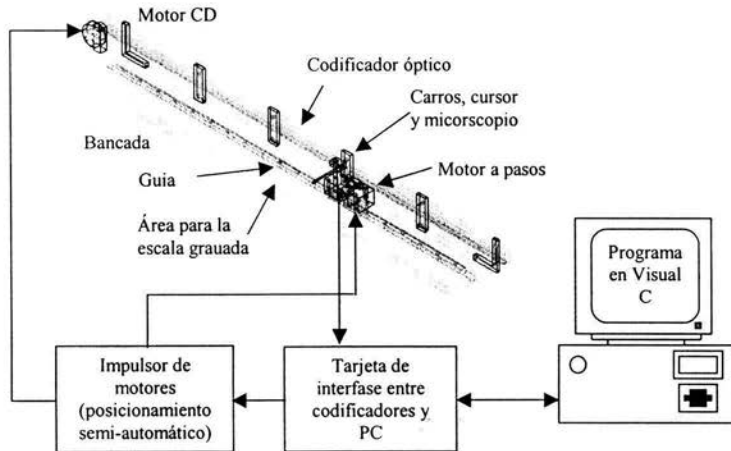 Motor CD
Codificador óptico
Carros, cursor
y micorscopio
Bancada
Motor a pasos
Guia
Área para la
escala grauada
Programa
en Visual
C
Impulsor de
motores
(posicionamiento
semi-automático)
Tarjeta de
interfase entre
codificadores y
PC